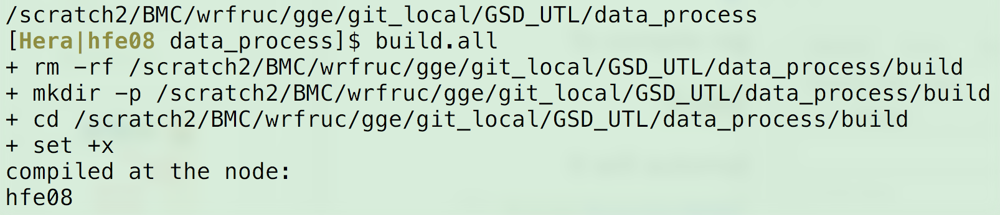 /scratch2/BMC/wrfruc/gge/git_local/GSD_UTL/data_process
[Hera|hfe08 data_process]$ build.all
+ rm -rf /scratch2/BMC/wrfruc/gge/git_local/GSD_UTL/data_process/build
+ mkdir -p /scratch2/BMC/wrfruc/gge/git_local/GSD_UTL/data_process/build
+ cd /scratch2/BMC/wrfruc/gge/git_local/GSD_UTL/data_process/build
+ set +x
compiled at the node:
hfe08